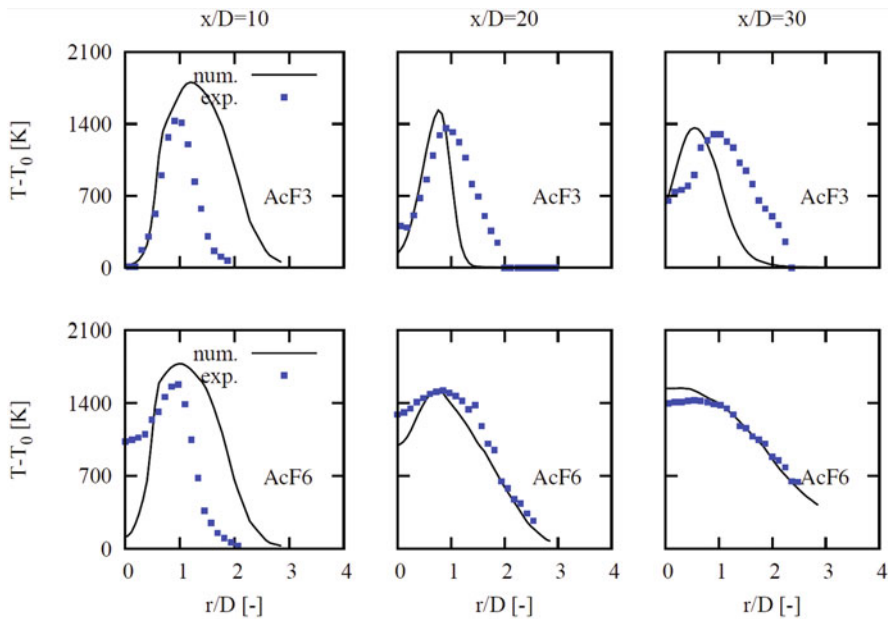 x/D=10 x/D=20 x/D=30
2100
1400
700
0
T-T0 [K]
num.
exp.
AcF3
AcF3
AcF3
2100
1400
700
0
T-T0 [K]
num.
exp.
AcF6
AcF6
AcF6
0 1 2 3 4
0 1 2 3 4
0 1 2 3 4
r/D [-] r/D [-] r/D [-]